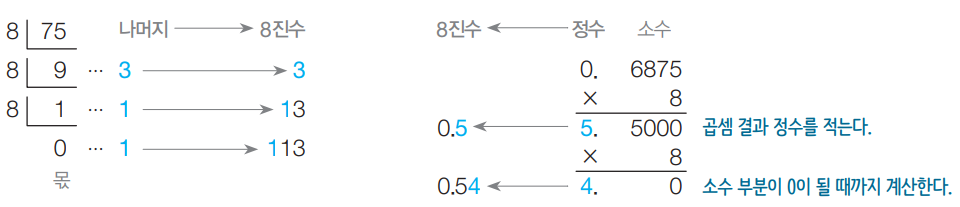 8 75 나머지 8진수
8 9 ··· 3 3
8 1 ··· 1 13
0 ··· 1 113
몫
8진수 정수 소수
0. 6875
× 8
0.5 5. 5000 곱셈 결과 정수를 적는다.
× 8
0.54 4. 0 소수 부분이 0이 될 때까지 계산한다.